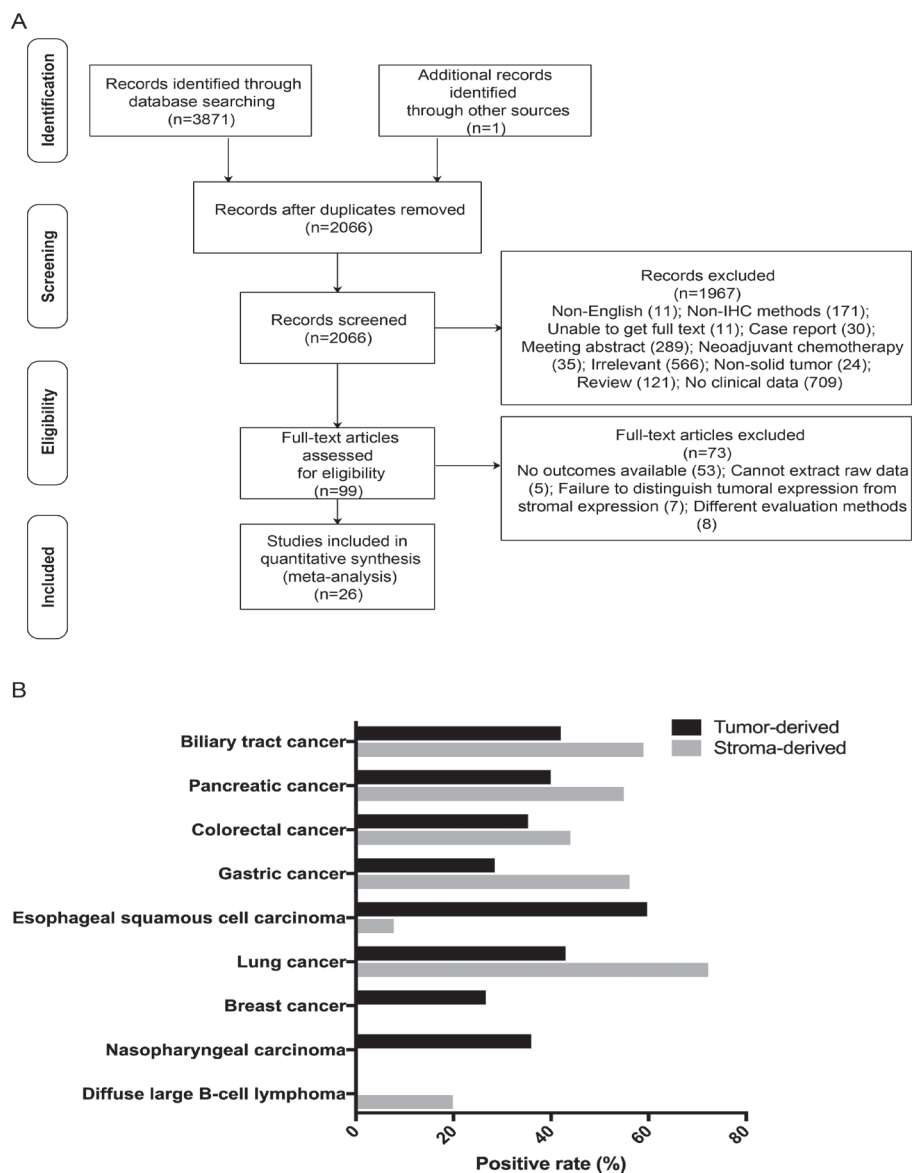 A
Identification
Records identified through
database searching
(n=3871)
Additional records
identified
through other sources
(n=1)
Screening
Records after duplicates removed
(n=2066)
Records screened
(n=2066)
Records excluded
(n=1967)
Non-English (11); Non-IHC methods (171);
Unable to get full text (11); Case report (30);
Meeting abstract (289); Neoadjuvant chemotherapy
(35); Irrelevant (566); Non-solid tumor (24);
Review (121); No clinical data (709)
Eligibility
Full-text articles
assessed
for eligibility
(n=99)
Full-text articles excluded
(n=73)
No outcomes available (53); Cannot extract raw data
(5); Failure to distinguish tumoral expression from
stromal expression (7); Different evaluation methods
(8)
Included
Studies included in
quantitative synthesis
(meta-analysis)
(n=26)
B
Tumor-derived
Stroma-derived
Biliary tract cancer
Pancreatic cancer
Colorectal cancer
Gastric cancer
Esophageal squamous cell carcinoma
Lung cancer
Breast cancer
Nasopharyngeal carcinoma
Diffuse large B-cell lymphoma
0 20 40 60 80
Positive rate (%)